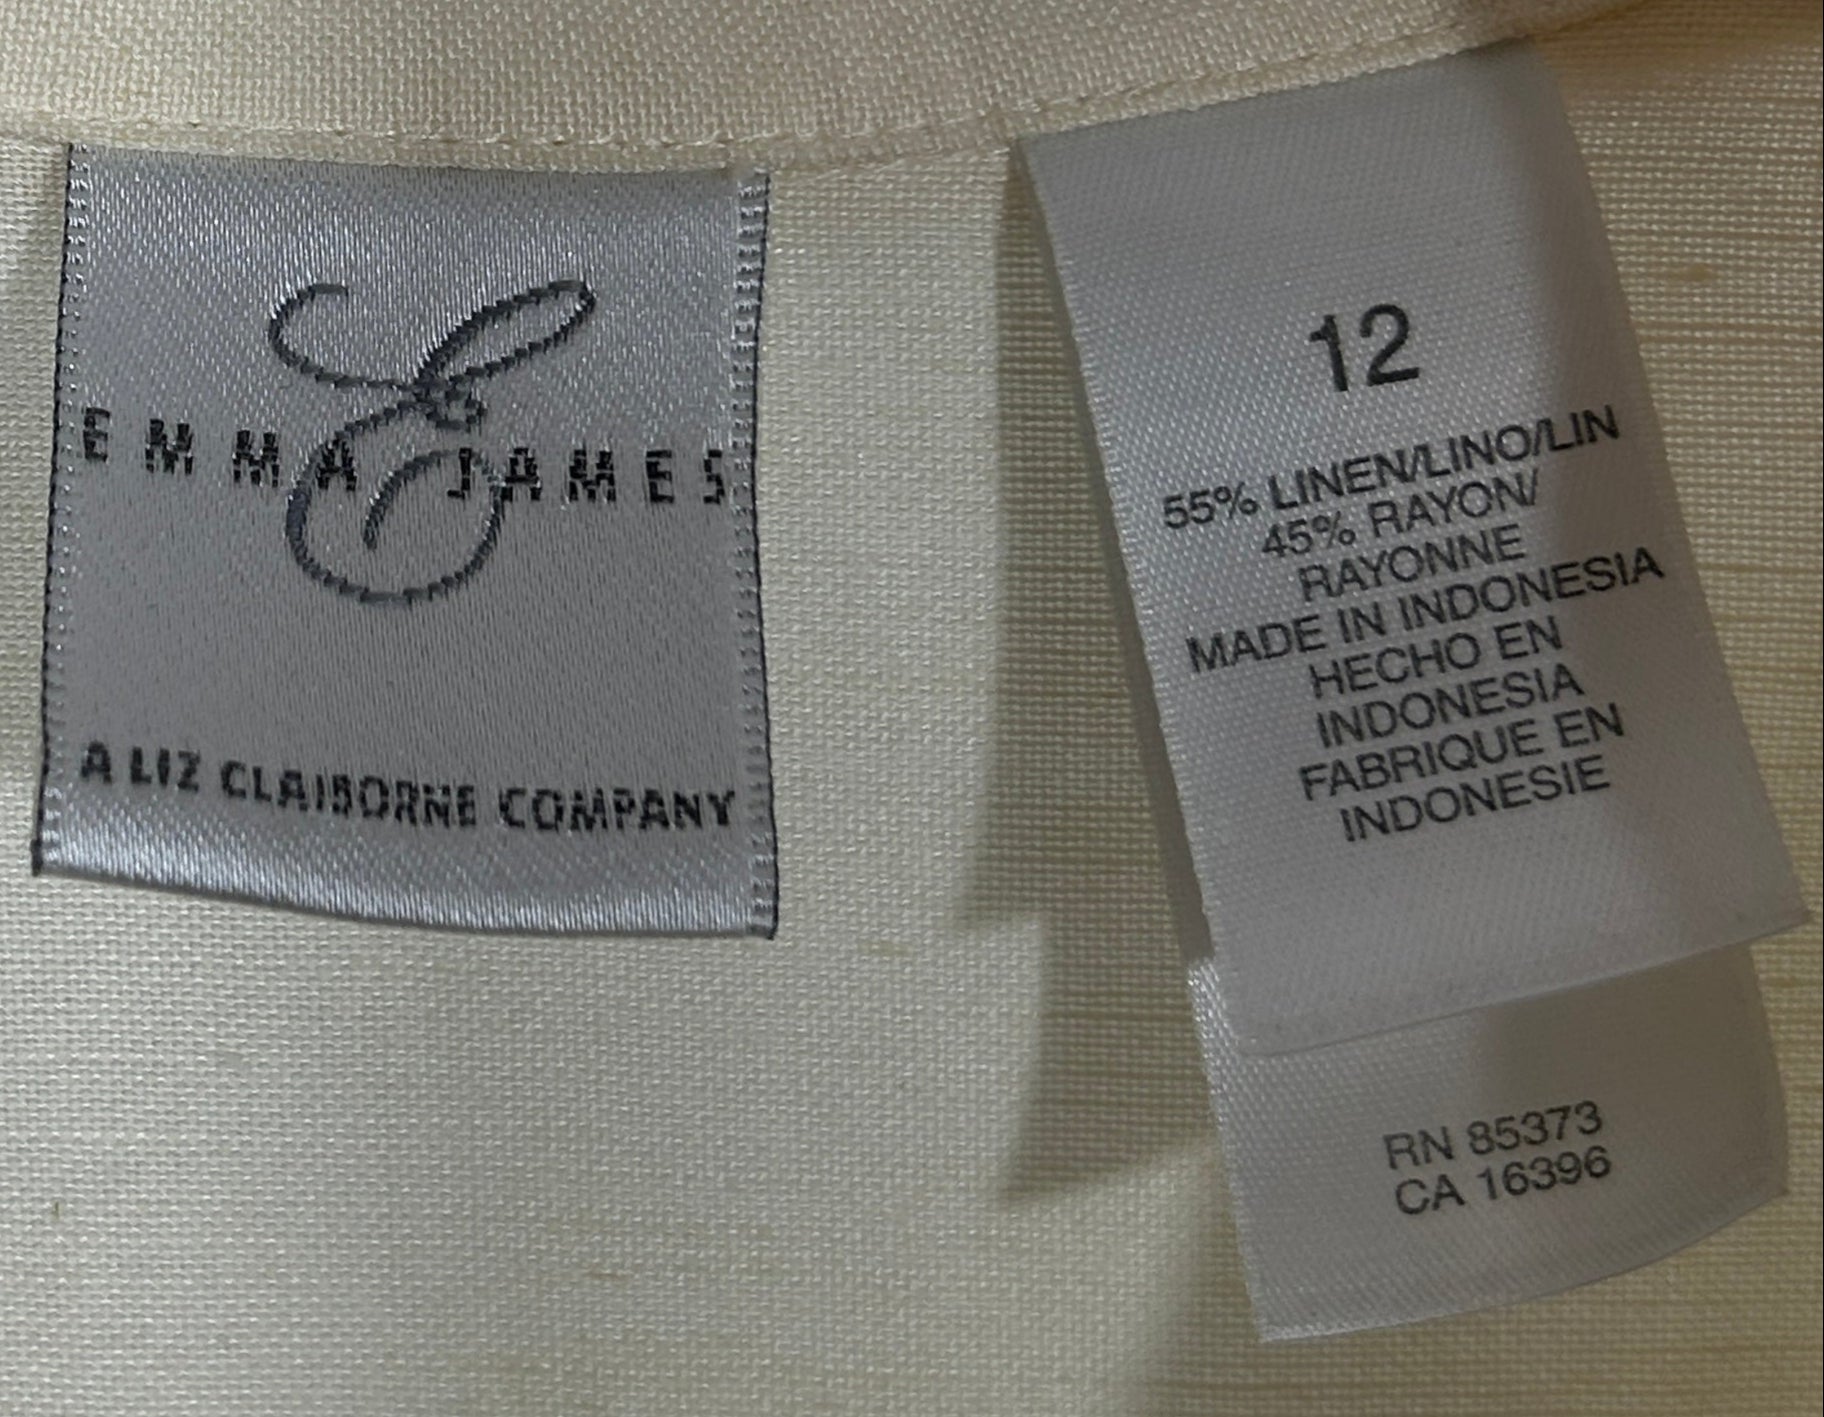 E
EMMA JAMES
A LIZ CLAIBORNE COMPANY
12
55% LINEN/LINO/LIN
45% RAYON/
RAYONNE
MADE IN INDONESIA
HECHO EN
INDONESIA
FABRIQUE EN
INDONESIE
RN 85373
CA 16396